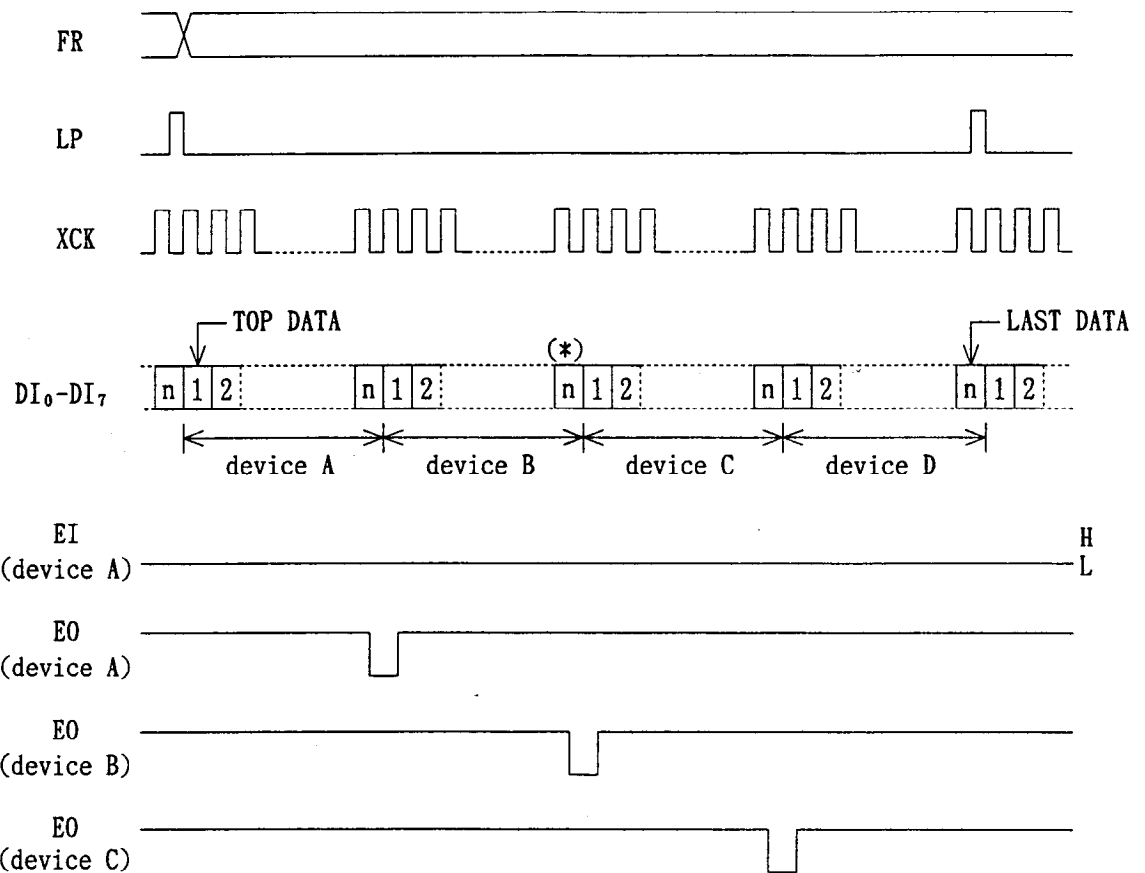 FR
LP
XCK
TOP DATA
LAST DATA
(*)
DI₀-DI₇
n 1 2 n 1 2 n 1 2 n 1 2 n 1 2
device A device B device C device D
EI
(device A)
H
L
EO
(device A)
EO
(device B)
EO
(device C)